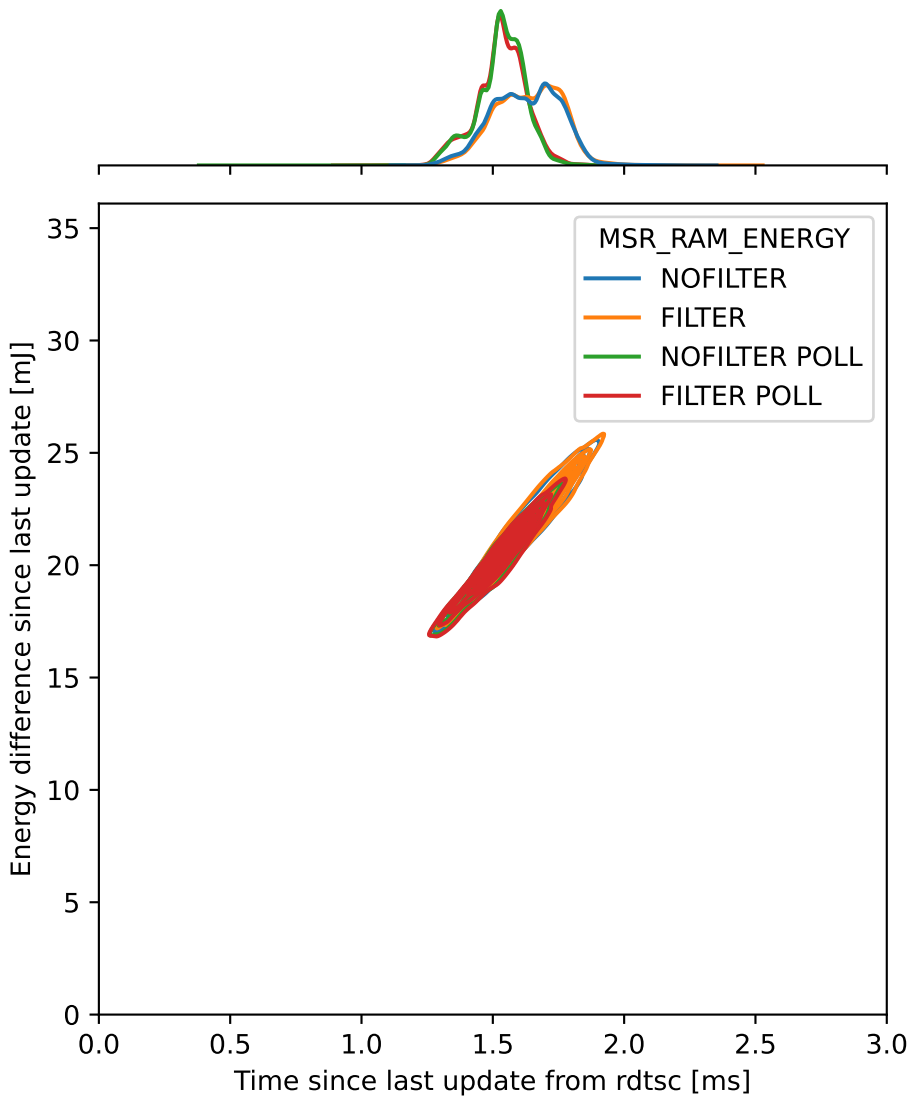 MSR_RAM_ENERGY
NOFILTER
FILTER
NOFILTER POLL
FILTER POLL
Energy difference since last update [mJ]
35
30
25
20
15
10
5
0
0.0 0.5 1.0 1.5 2.0 2.5 3.0
Time since last update from rdtsc [ms]